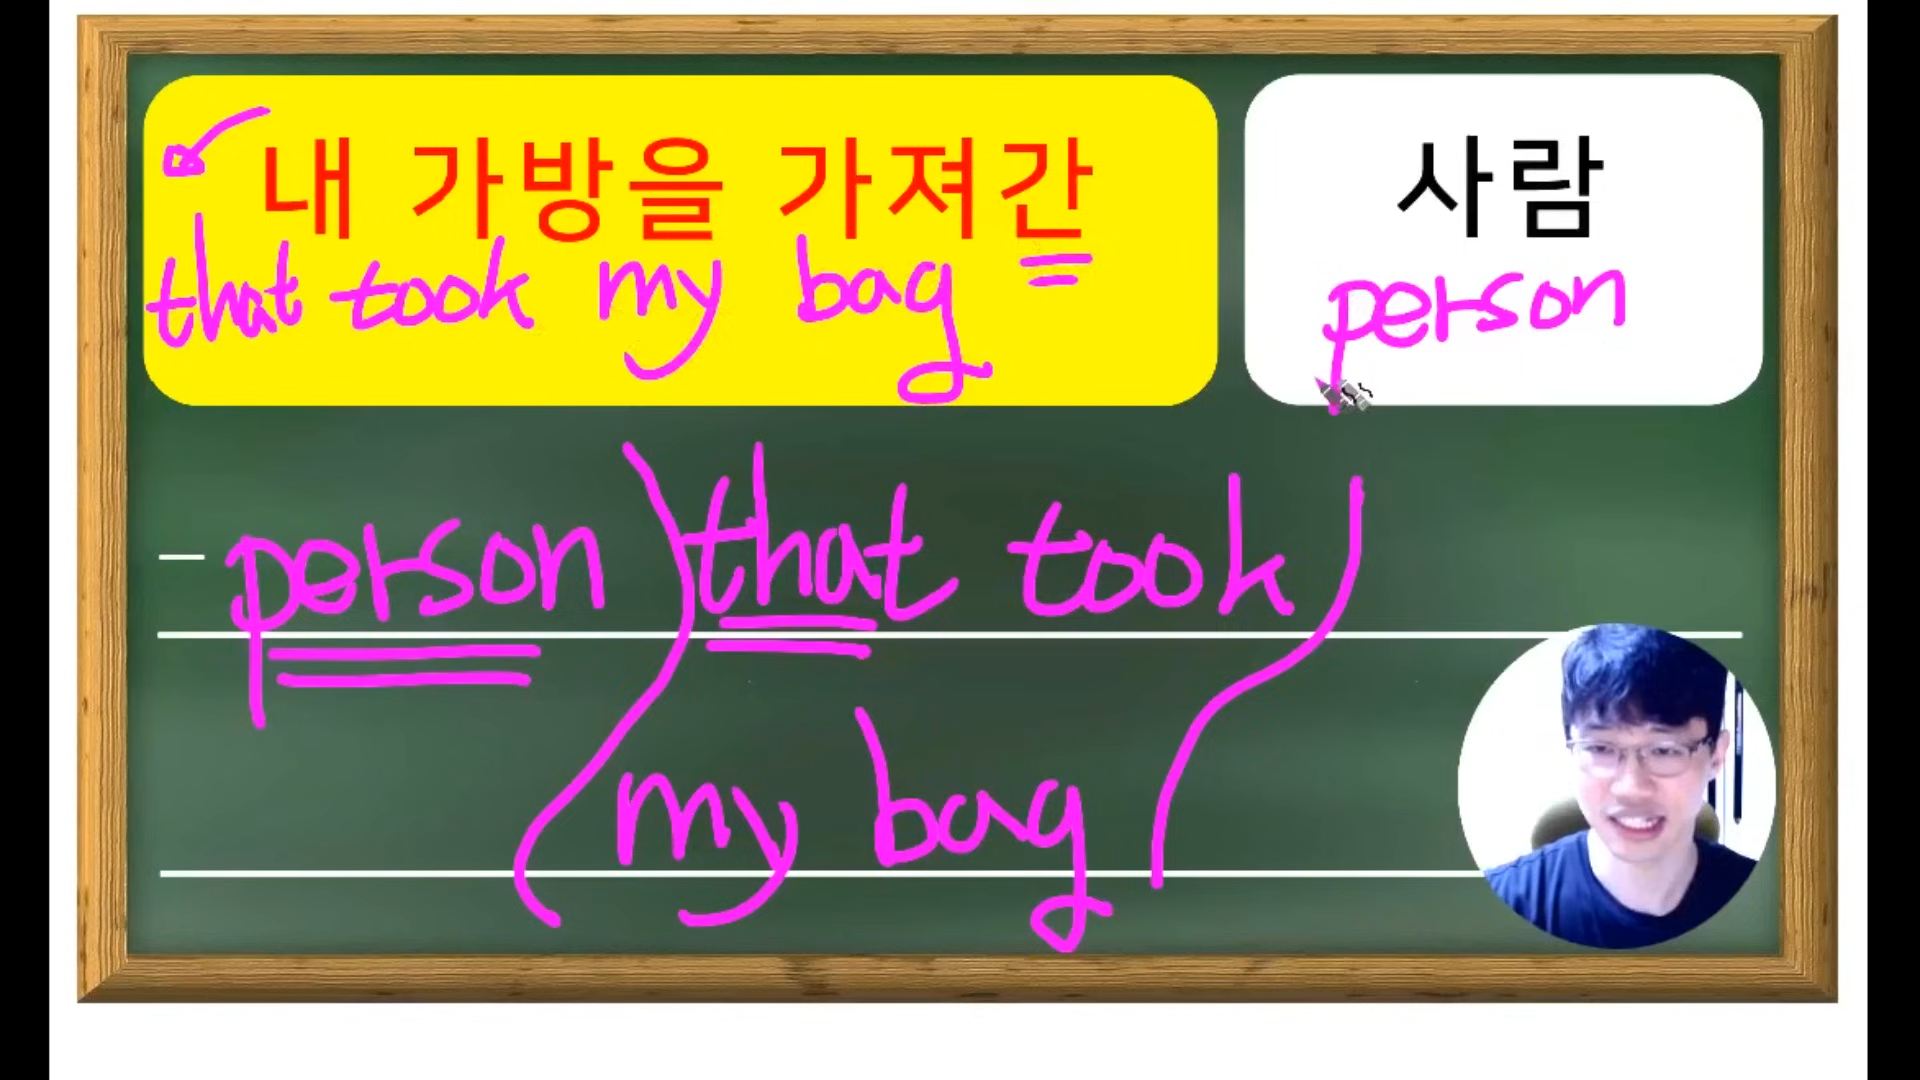 내 가방을 가져간
that took my bag
사람
person
person that took
my bag